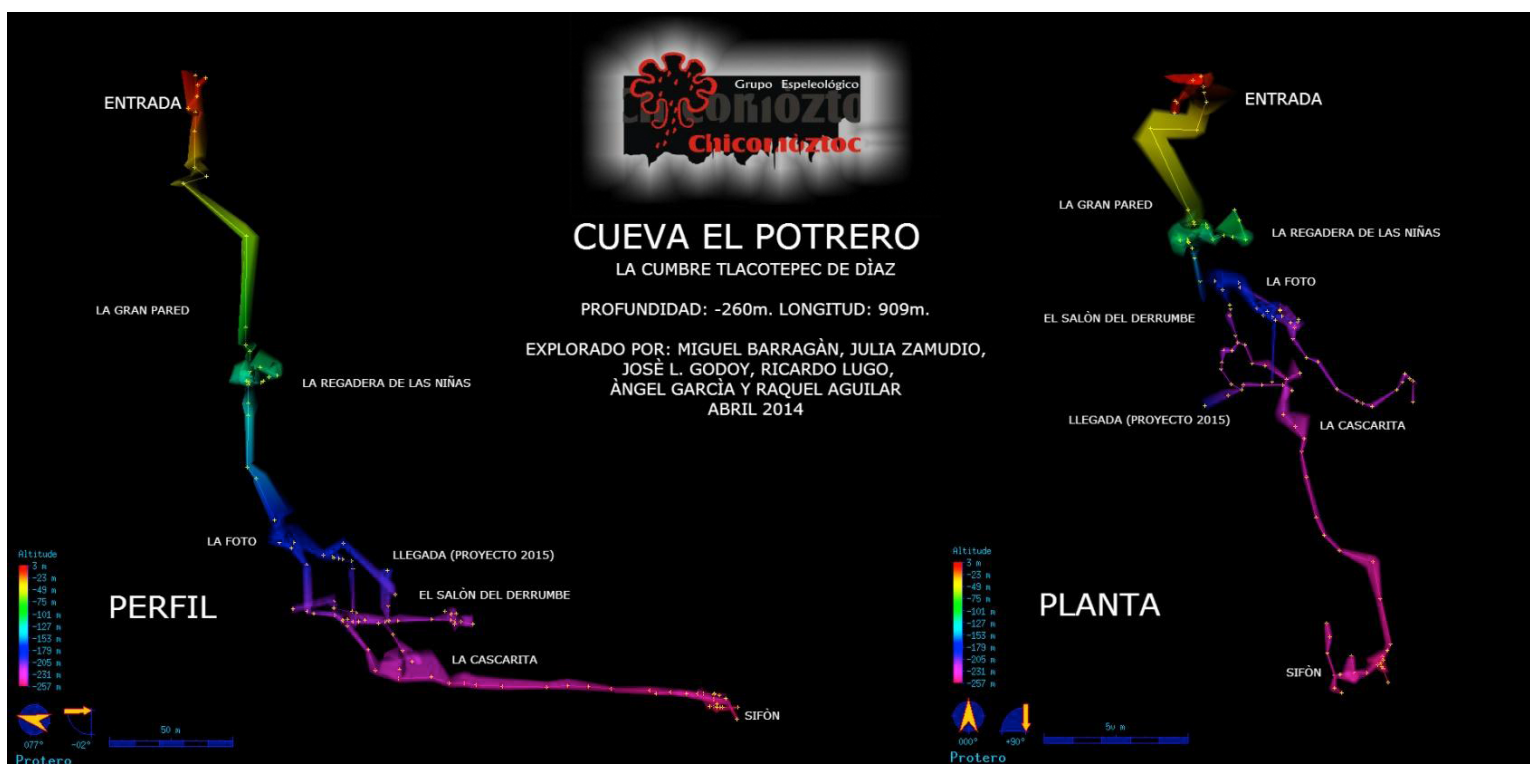 Grupo Espeleológico
Chicomòztoc
CUEVA EL POTRERO
LA CUMBRE TLACOTEPEC DE DÌAZ
PROFUNDIDAD: -260m. LONGITUD: 909m.
EXPLORADO POR: MIGUEL BARRAGÀN, JULIA ZAMUDIO,
JOSÈ L. GODOY, RICARDO LUGO,
ÀNGEL GARCÌA Y RAQUEL AGUILAR
ABRIL 2014
ENTRADA
LA GRAN PARED
LA REGADERA DE LAS NIÑAS
LA FOTO
LLEGADA (PROYECTO 2015)
EL SALÒN DEL DERRUMBE
LA CASCARITA
SIFÒN
PERFIL
Altitude
3 m
-23 m
-49 m
-75 m
-101 m
-127 m
-153 m
-179 m
-205 m
-231 m
-257 m
077°
-02°
50 m
Protero
ENTRADA
LA GRAN PARED
LA REGADERA DE LAS NIÑAS
LA FOTO
EL SALÒN DEL DERRUMBE
LLEGADA (PROYECTO 2015)
LA CASCARITA
SIFÒN
PLANTA
Altitude
3 m
-23 m
-49 m
-75 m
-101 m
-127 m
-153 m
-179 m
-205 m
-231 m
-257 m
000°
+90°
50 m
Protero